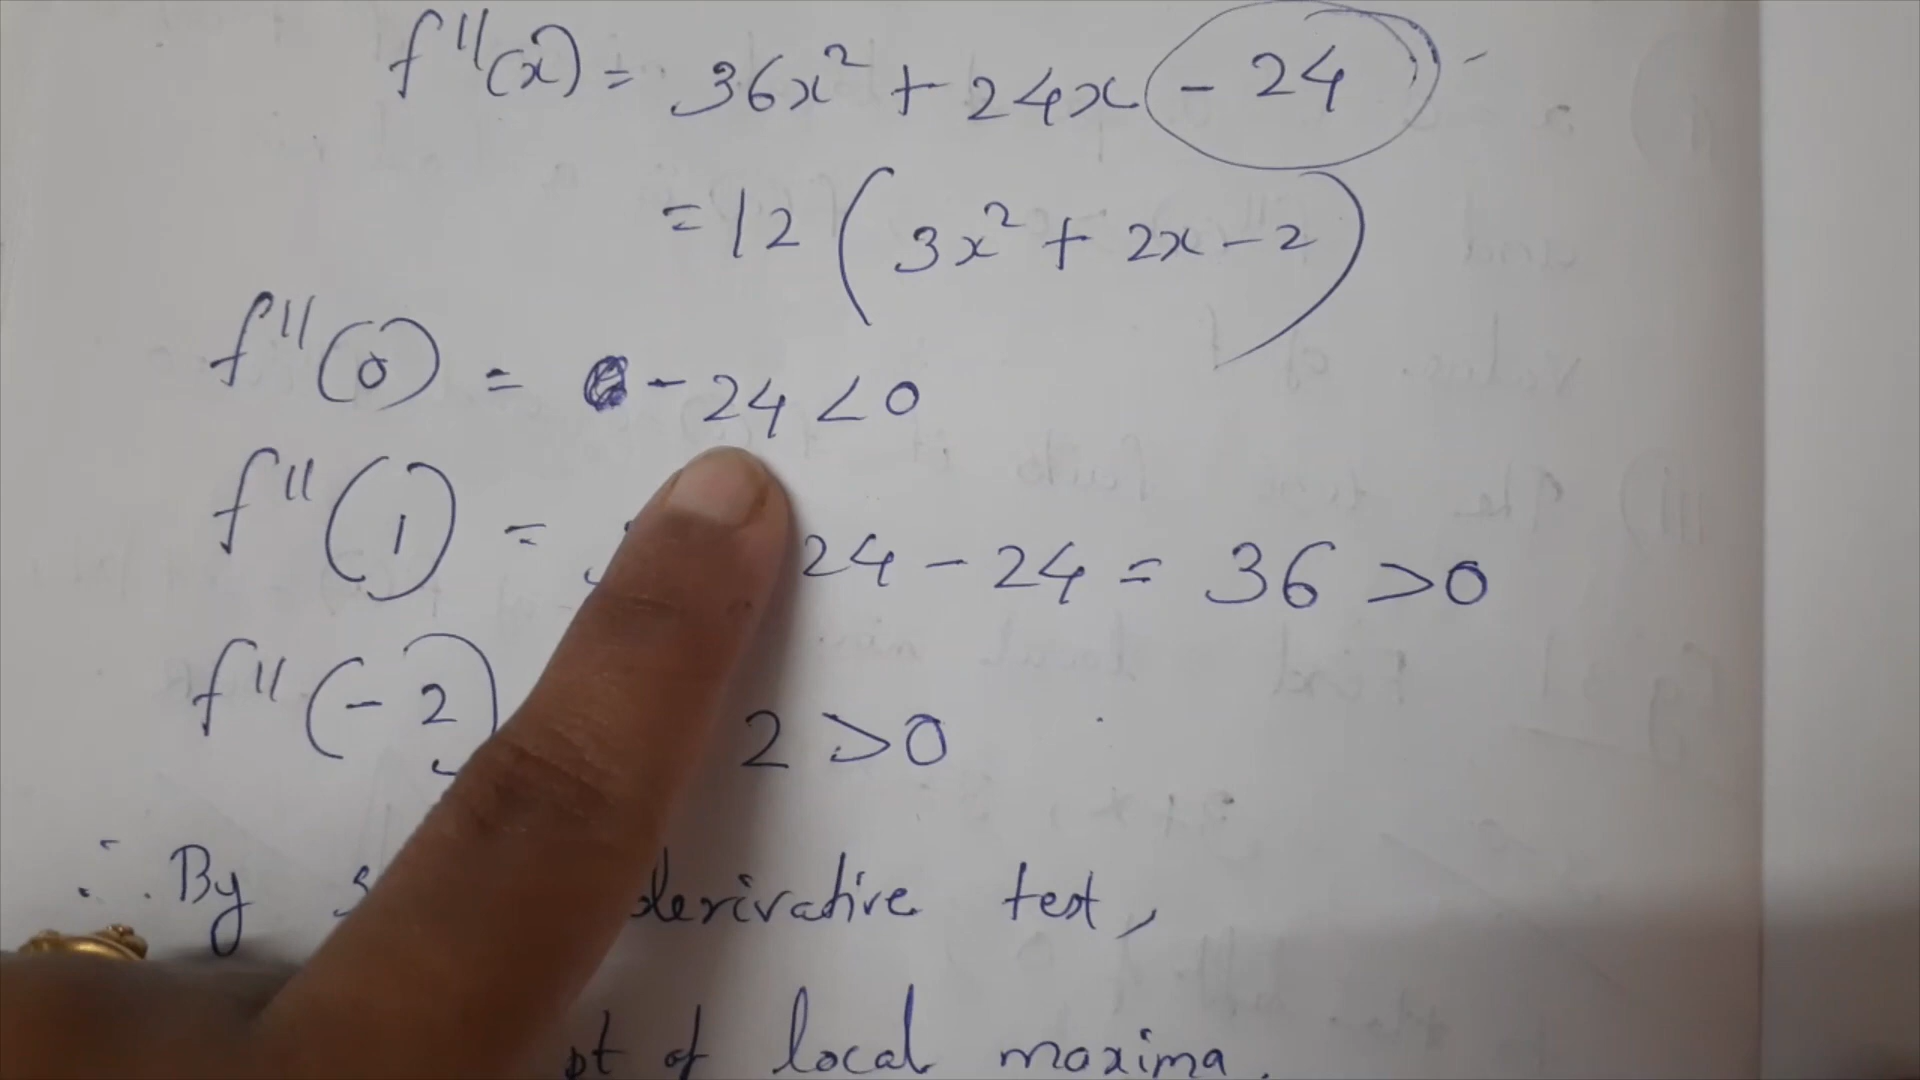 f''(x) = 36x² + 24x - 24
= 12 (3x² + 2x - 2)
f''(0) = - 24 < 0
f''(1) = 24 - 24 = 36 > 0
f''(-2) 2 > 0
∴ By derivative test,
pt of local maxima.